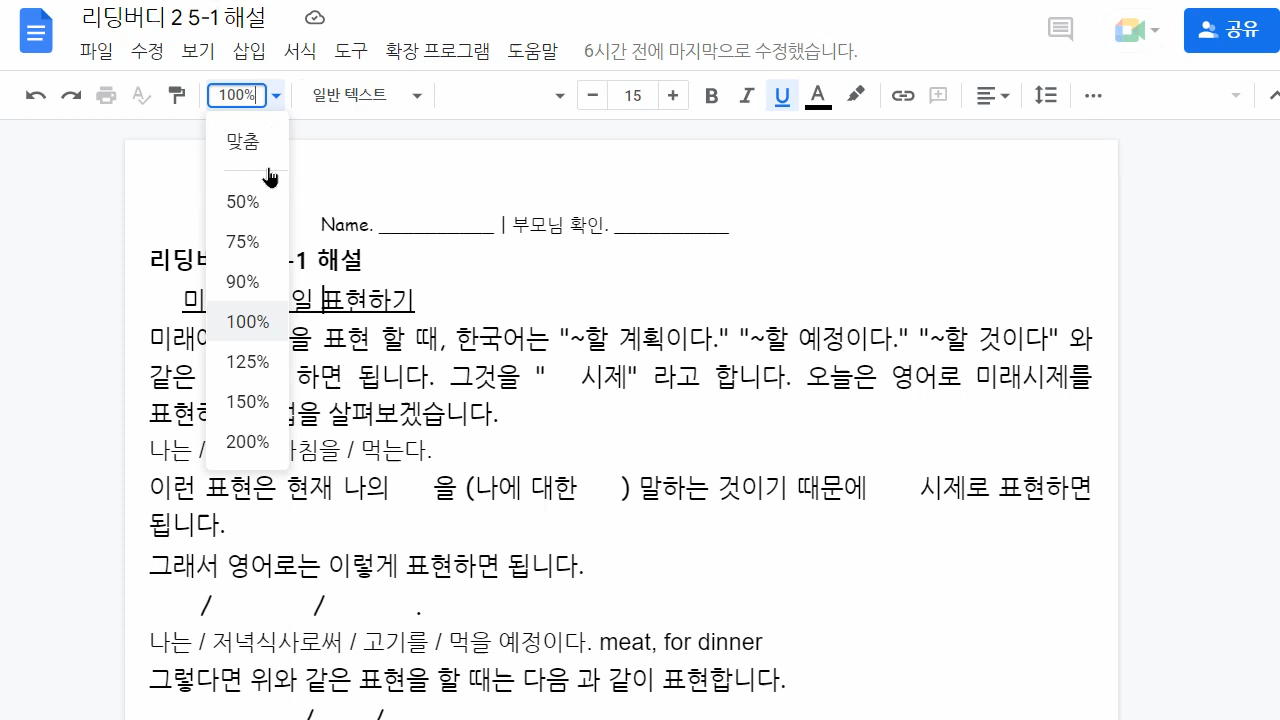 리딩버디 2 5-1 해설
파일 수정 보기 삽입 서식 도구 확장 프로그램 도움말 6시간 전에 마지막으로 수정했습니다.
공유
100% 일반 텍스트 15 B I U A
맞춤
50%
75%
90%
100%
125%
150%
200%
Name. ___________ | 부모님 확인. ___________
리딩버 -1 해설
미 일 표현하기
미래에 을 표현 할 때, 한국어는 "~할 계획이다." "~할 예정이다." "~할 것이다" 와
같은 하면 됩니다. 그것을 " 시제" 라고 합니다. 오늘은 영어로 미래시제를
표현하 을 살펴보겠습니다.
나는 / 침을 / 먹는다.
이런 표현은 현재 나의 을 (나에 대한 ) 말하는 것이기 때문에 시제로 표현하면
됩니다.
그래서 영어로는 이렇게 표현하면 됩니다.
/ / .
나는 / 저녁식사로써 / 고기를 / 먹을 예정이다. meat, for dinner
그렇다면 위와 같은 표현을 할 때는 다음 과 같이 표현합니다.
/ /